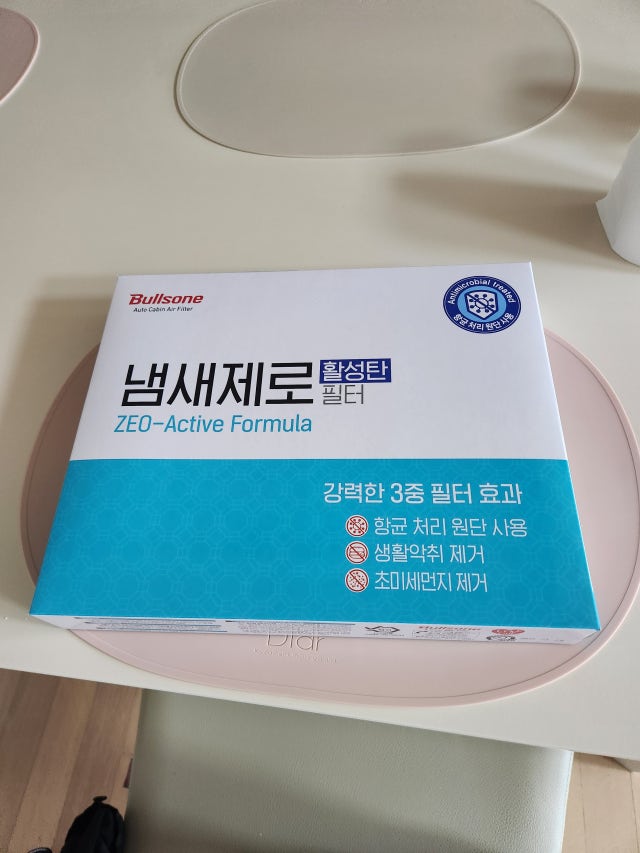 Bullsone
Auto Cabin Air Filter
Antimicrobial treated
항균 처리 원단 사용
냄새제로 활성탄 필터
ZEO-Active Formula
강력한 3중 필터 효과
항균 처리 원단 사용
생활악취 제거
초미세먼지 제거
Bullsone